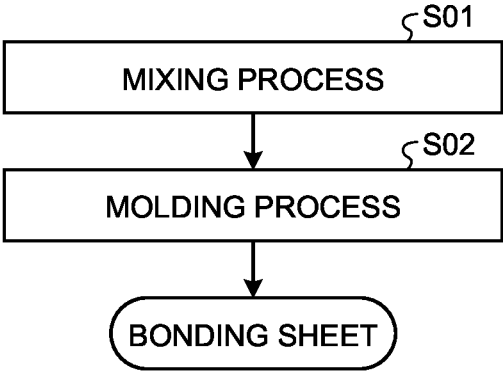 S01
MIXING PROCESS
S02
MOLDING PROCESS
BONDING SHEET